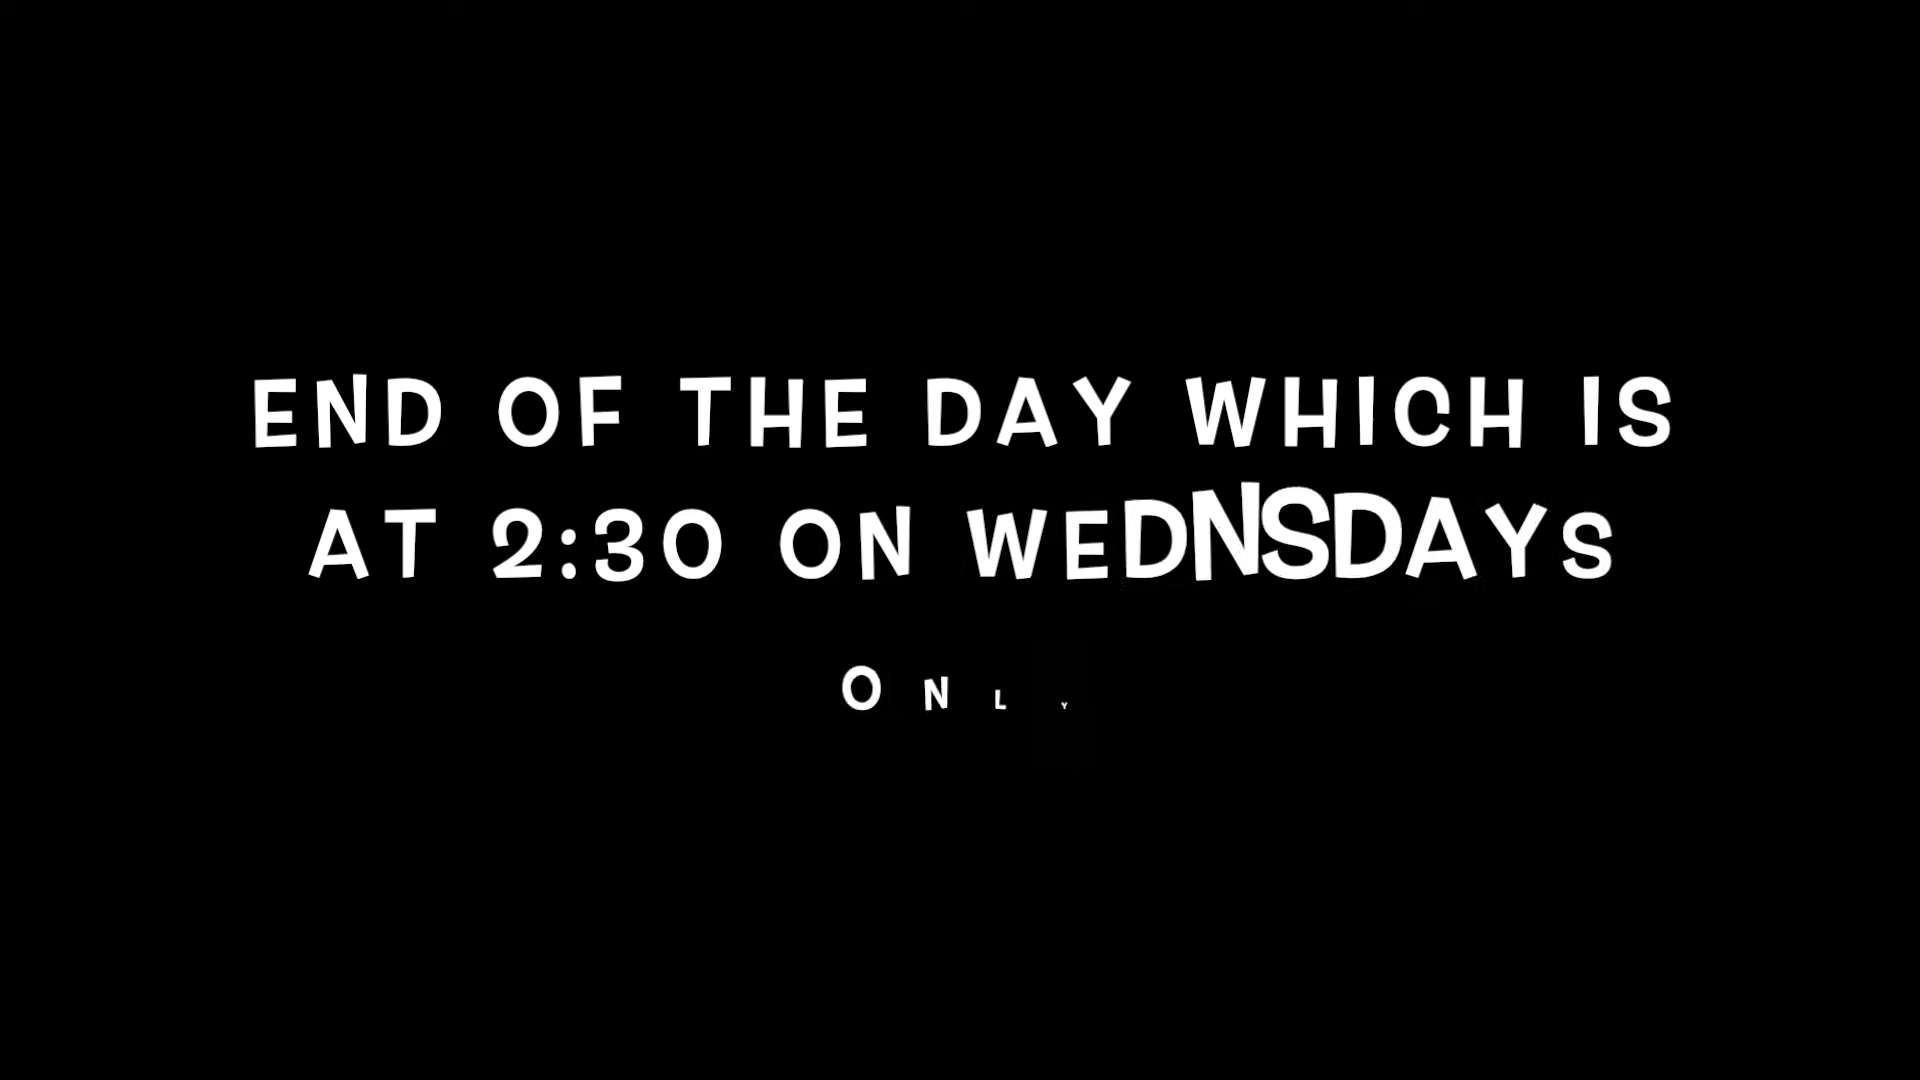 END OF THE DAY WHICH IS
AT 2:30 ON WEDNSDAYS
ONLY